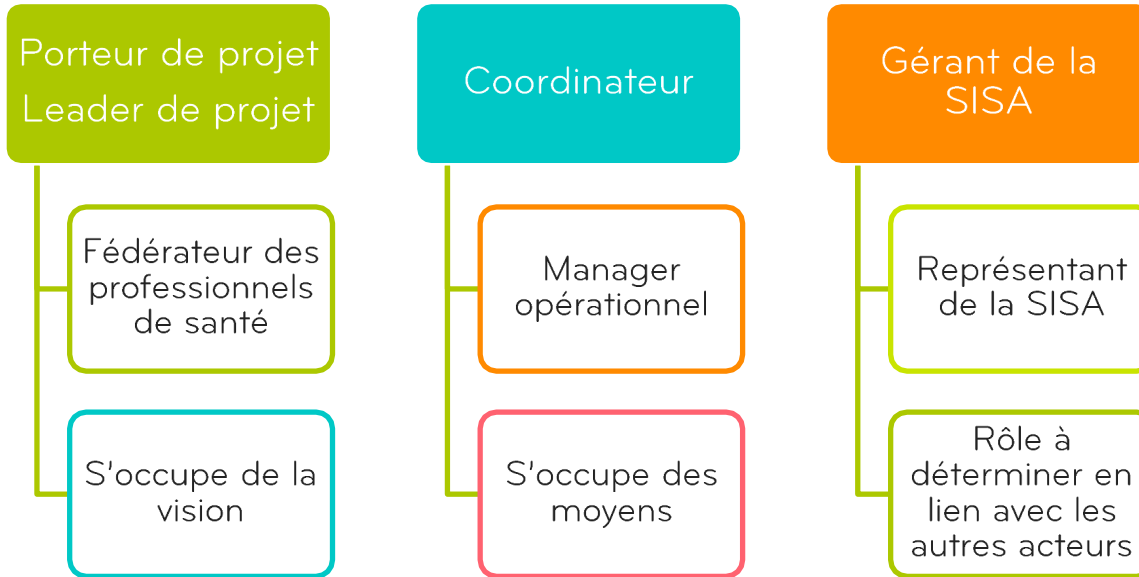 Porteur de projet
Leader de projet
Fédérateur des
professionnels
de santé
S'occupe de la
vision
Coordinateur
Manager
opérationnel
S'occupe des
moyens
Gérant de la
SISA
Représentant
de la SISA
Rôle à
déterminer en
lien avec les
autres acteurs